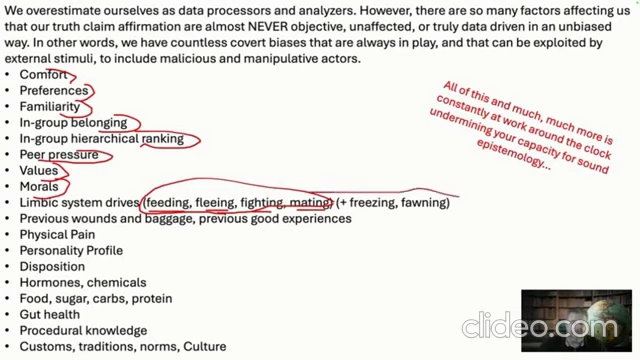 We overestimate ourselves as data processors and analyzers. However, there are so many factors affecting us
that our truth claim affirmation are almost NEVER objective, unaffected, or truly data driven in an unbiased
way. In other words, we have countless covert biases that are always in play, and that can be exploited by
external stimuli, to include malicious and manipulative actors.
• Comfort
• Preferences
• Familiarity
• In-group belonging
• In-group hierarchical ranking
• Peer pressure
• Values
• Morals
• Limbic system drives (feeding, fleeing, fighting, mating) (+ freezing, fawning)
• Previous wounds and baggage, previous good experiences
• Physical Pain
• Personality Profile
• Disposition
• Hormones, chemicals
• Food, sugar, carbs, protein
• Gut health
• Procedural knowledge
• Customs, traditions, norms, Culture
All of this and much, much more is
constantly at work around the clock
undermining your capacity for sound
epistemology...
clideo.com